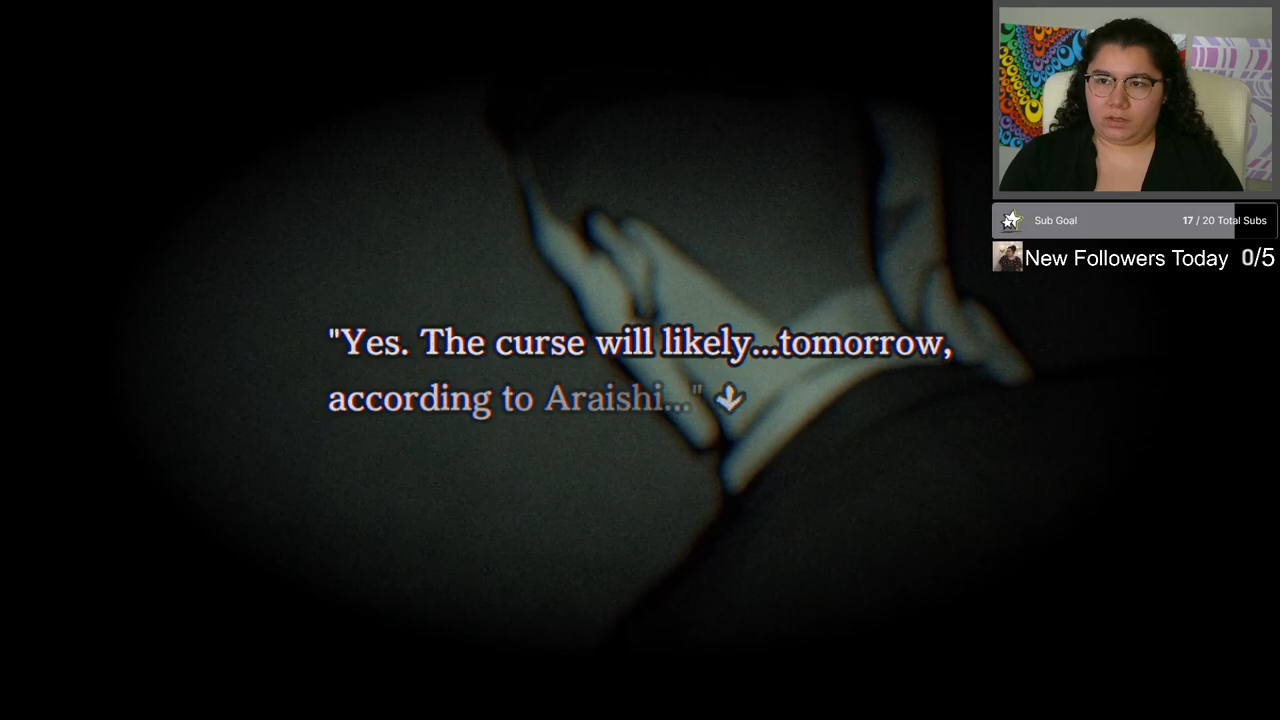 "Yes. The curse will likely...tomorrow,
according to Araishi..."
Sub Goal 17 / 20 Total Subs
New Followers Today 0/5